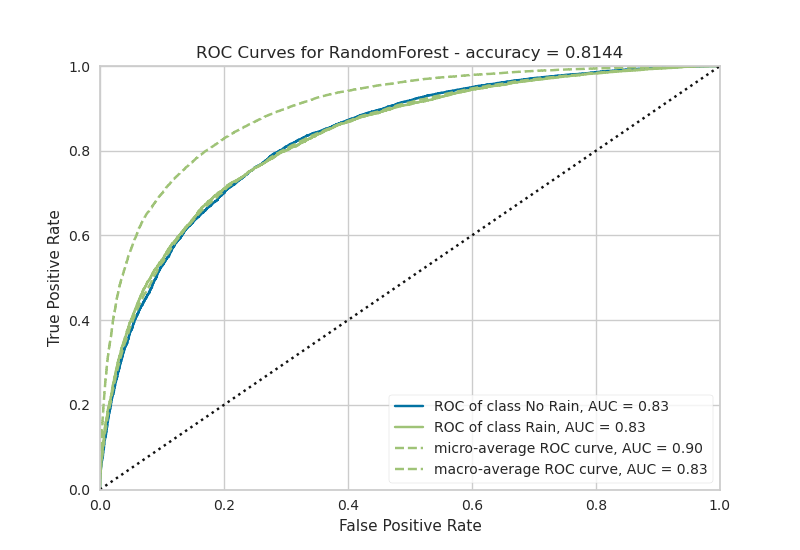 ROC Curves for RandomForest - accuracy = 0.8144
1.0
0.8
0.6
0.4
0.2
0.0
True Positive Rate
ROC of class No Rain, AUC = 0.83
ROC of class Rain, AUC = 0.83
micro-average ROC curve, AUC = 0.90
macro-average ROC curve, AUC = 0.83
0.0 0.2 0.4 0.6 0.8 1.0
False Positive Rate